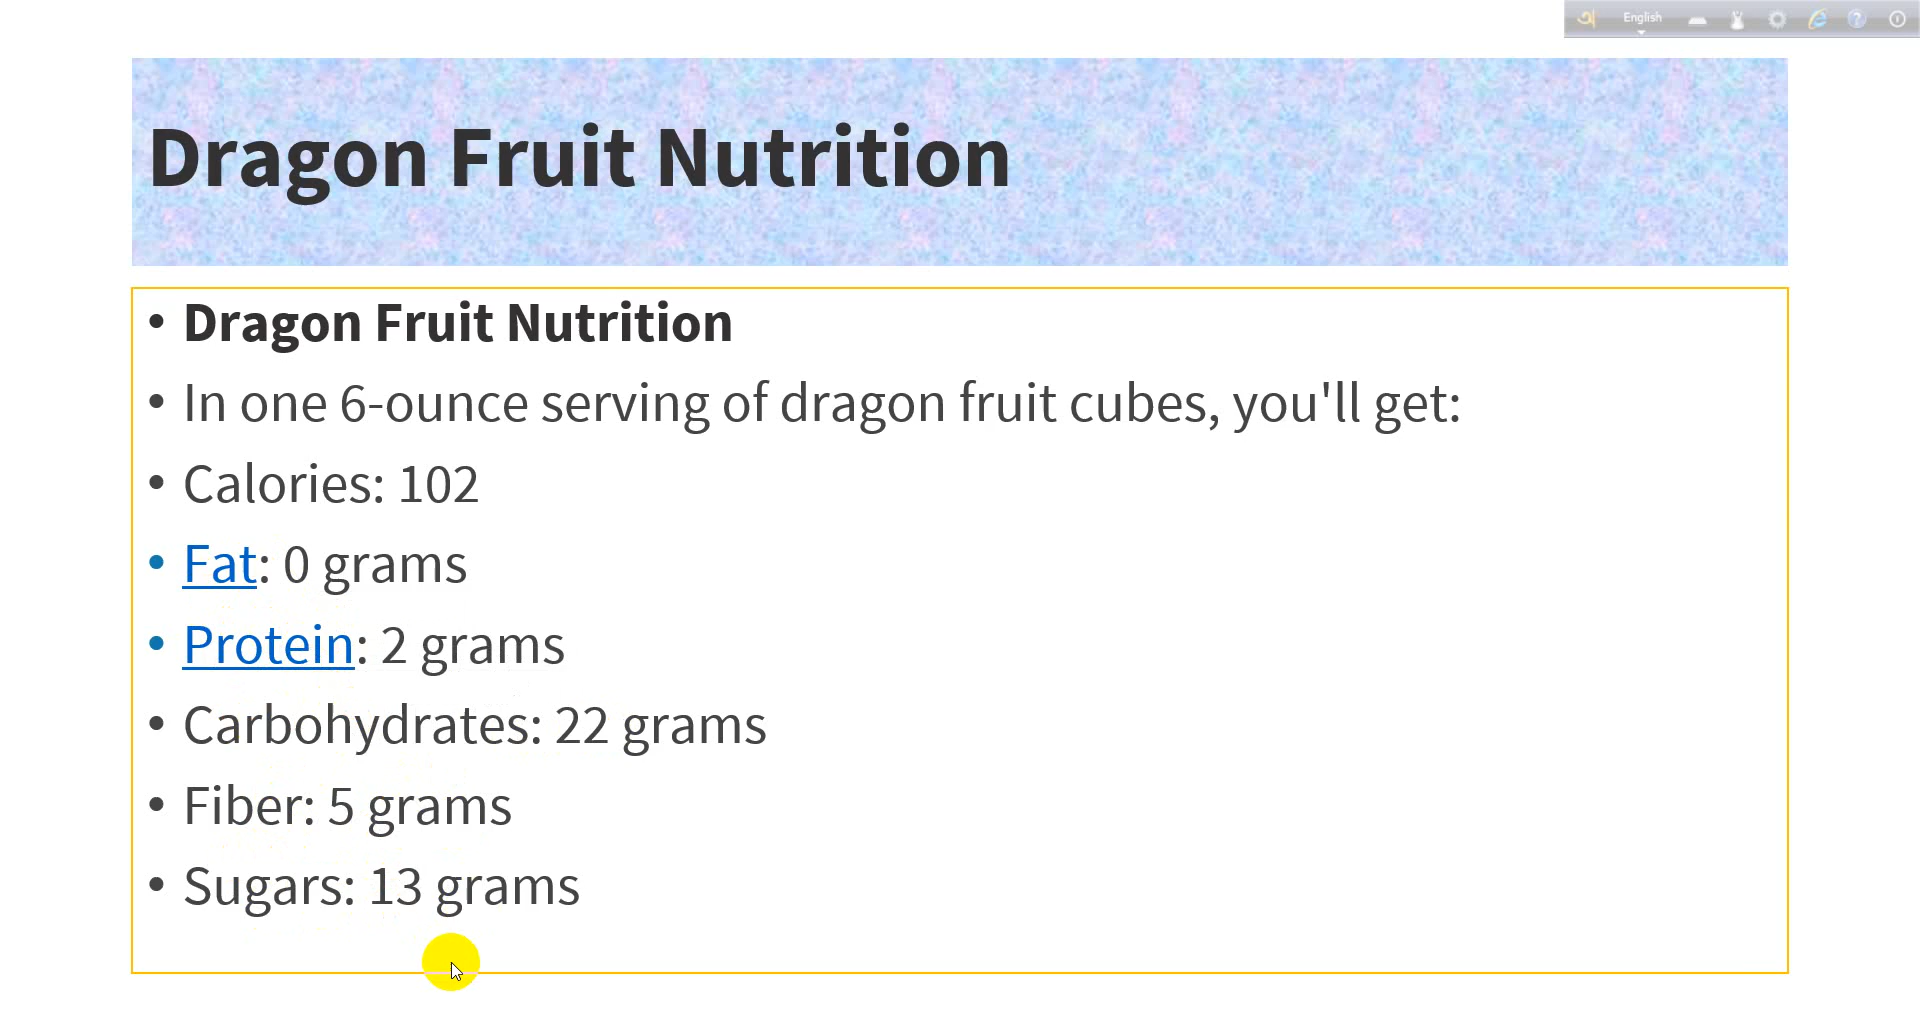 অ English
Dragon Fruit Nutrition
• Dragon Fruit Nutrition
• In one 6-ounce serving of dragon fruit cubes, you'll get:
• Calories: 102
• Fat: 0 grams
• Protein: 2 grams
• Carbohydrates: 22 grams
• Fiber: 5 grams
• Sugars: 13 grams